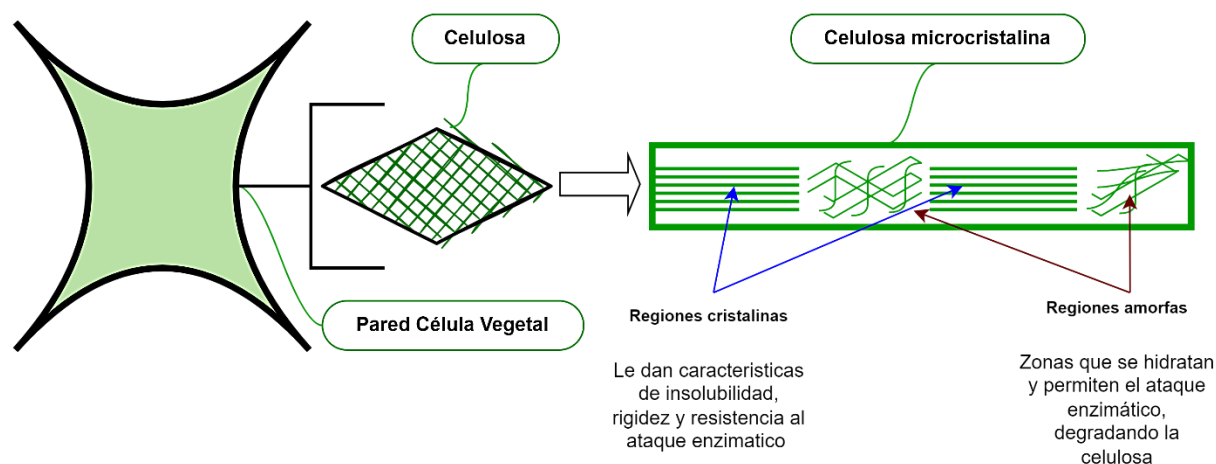 Celulosa
Celulosa microcristalina
Pared Célula Vegetal
Regiones cristalinas
Le dan caracteristicas
de insolubilidad,
rigidez y resistencia al
ataque enzimatico
Regiones amorfas
Zonas que se hidratan
y permiten el ataque
enzimático,
degradando la
celulosa